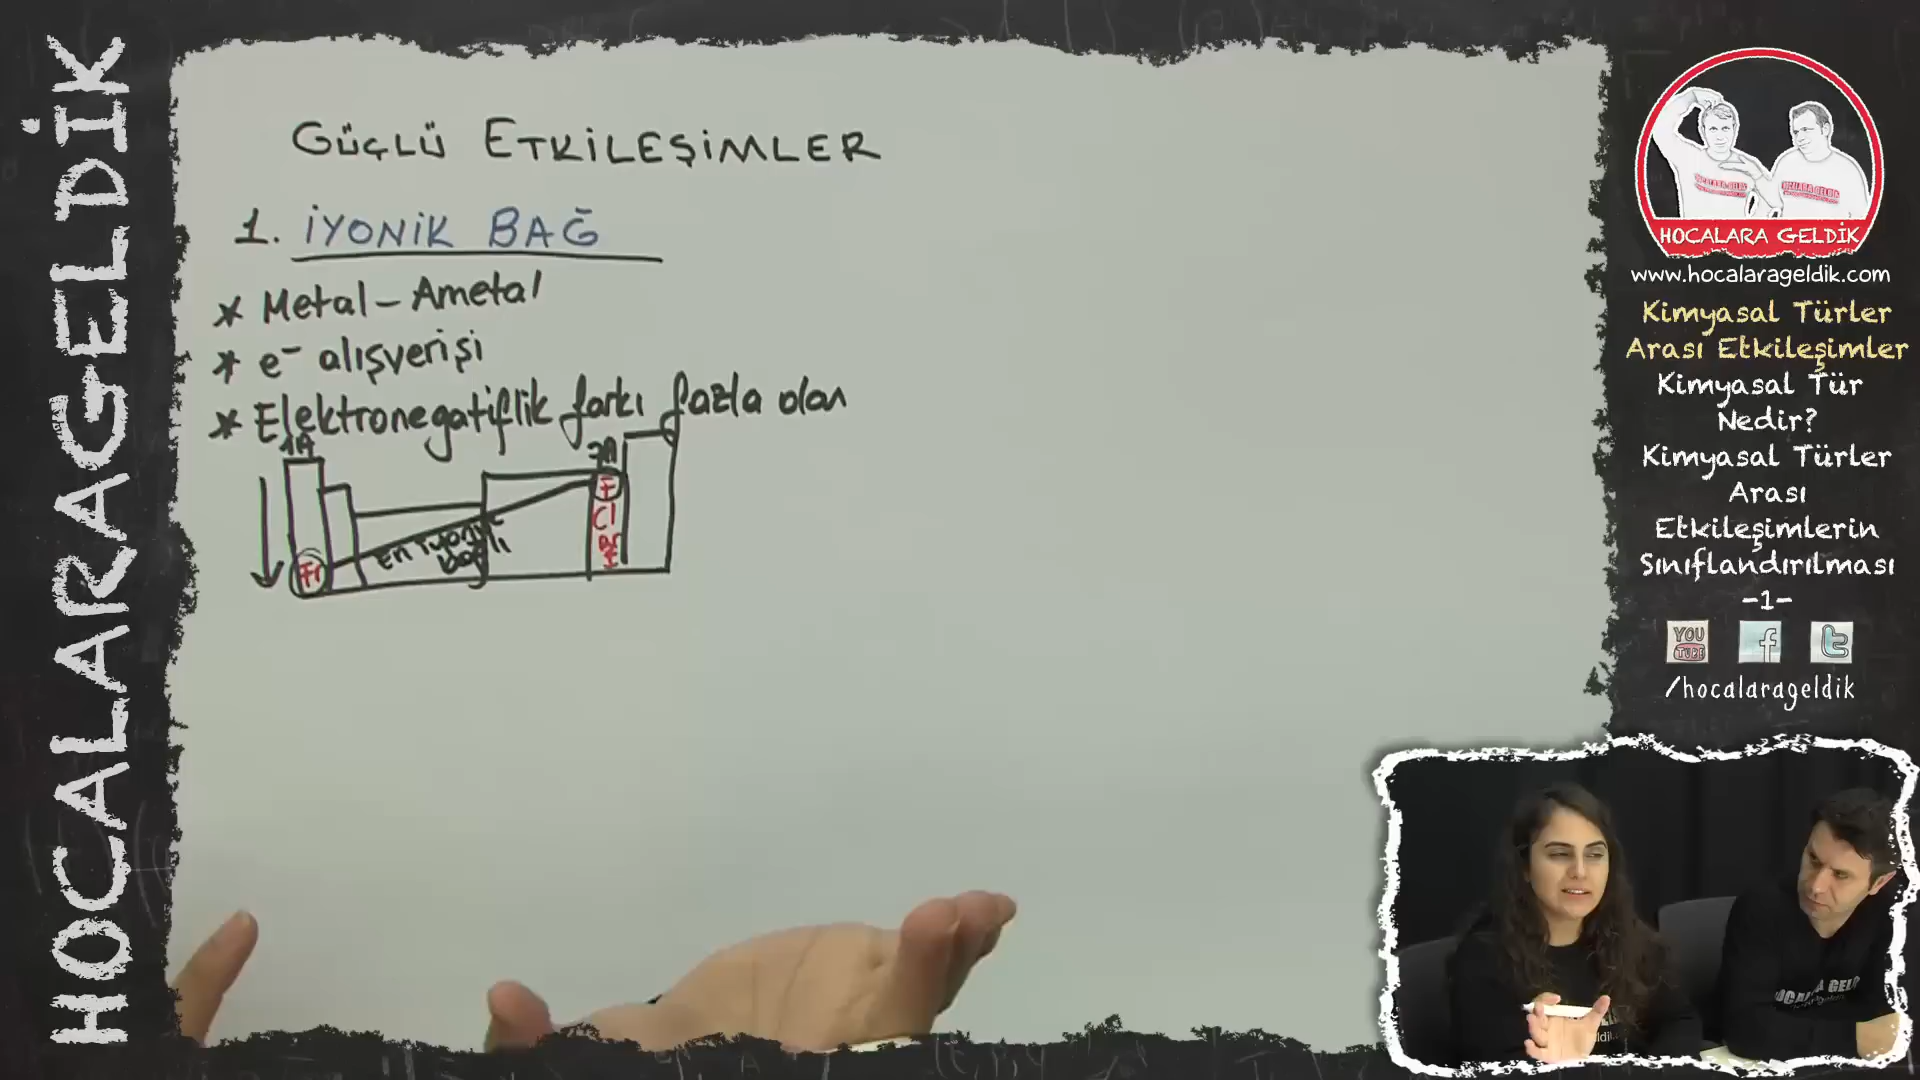 HOCALARAGELDİK
GÜÇLÜ ETKİLEŞİMLER
1. İYONİK BAĞ
* Metal - Ametal
* e⁻ alışverişi
* Elektronegatiflik farkı fazla olan
1A
7A
F
Cl
Br
I
Fr
En iyonik
bağlı
HOCALARA GELDİK
www.hocalarageldik.com
Kimyasal Türler
Arası Etkileşimler
Kimyasal Tür
Nedir?
Kimyasal Türler
Arası
Etkileşimlerin
Sınıflandırılması
-1-
YOU
TUBE
f
t
/hocalarageldik